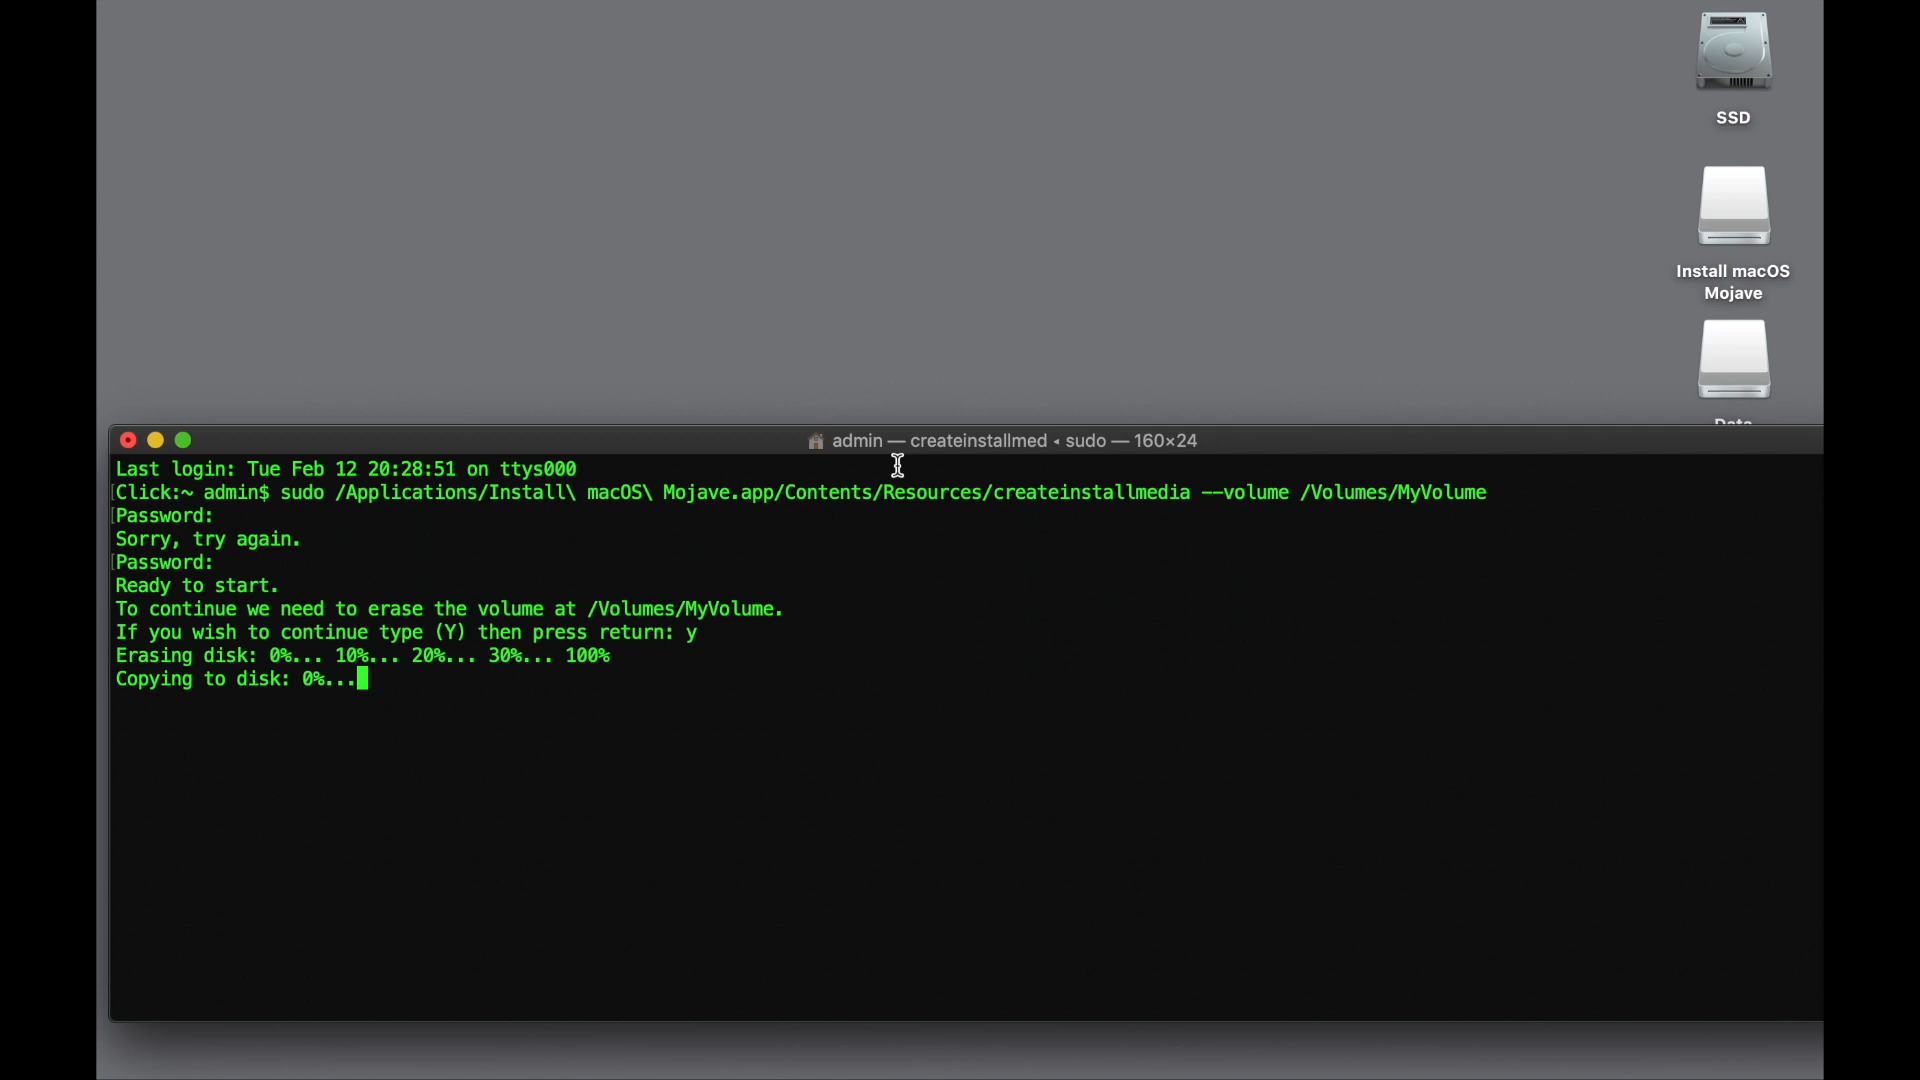 SSD
Install macOS
Mojave
Data
admin — createinstallmed ◂ sudo — 160×24
Last login: Tue Feb 12 20:28:51 on ttys000
[Click:~ admin$ sudo /Applications/Install\ macOS\ Mojave.app/Contents/Resources/createinstallmedia --volume /Volumes/MyVolume
[Password:
Sorry, try again.
[Password:
Ready to start.
To continue we need to erase the volume at /Volumes/MyVolume.
If you wish to continue type (Y) then press return: y
Erasing disk: 0%... 10%... 20%... 30%... 100%
Copying to disk: 0%...